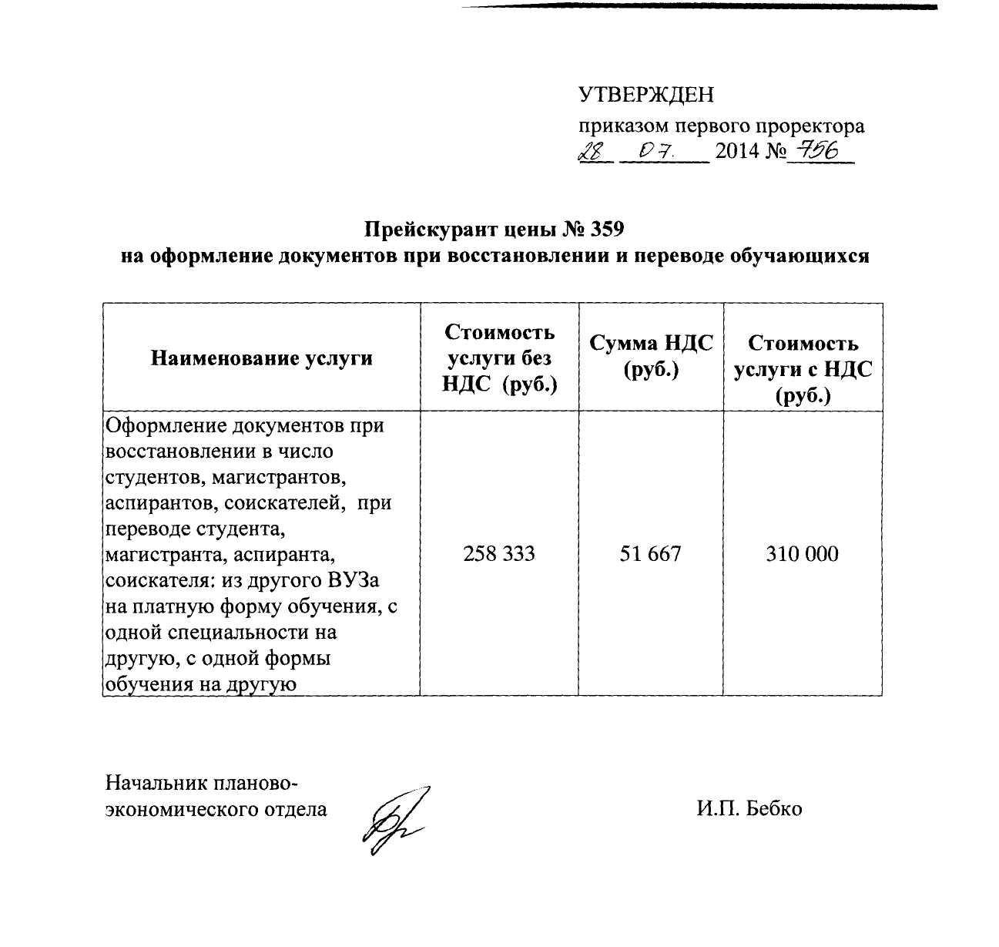 УТВЕРЖДЕН
приказом первого проректора
28 07. 2014 № 756
Прейскурант цены № 359
на оформление документов при восстановлении и переводе обучающихся
Наименование услуги
Стоимость
услуги без
НДС (руб.)
Сумма НДС
(руб.)
Стоимость
услуги с НДС
(руб.)
Оформление документов при
восстановлении в число
студентов, магистрантов,
аспирантов, соискателей, при
переводе студента,
магистранта, аспиранта,
соискателя: из другого ВУЗа
на платную форму обучения, с
одной специальности на
другую, с одной формы
обучения на другую
258 333
51 667
310 000
Начальник планово-
экономического отдела
И.П. Бебко